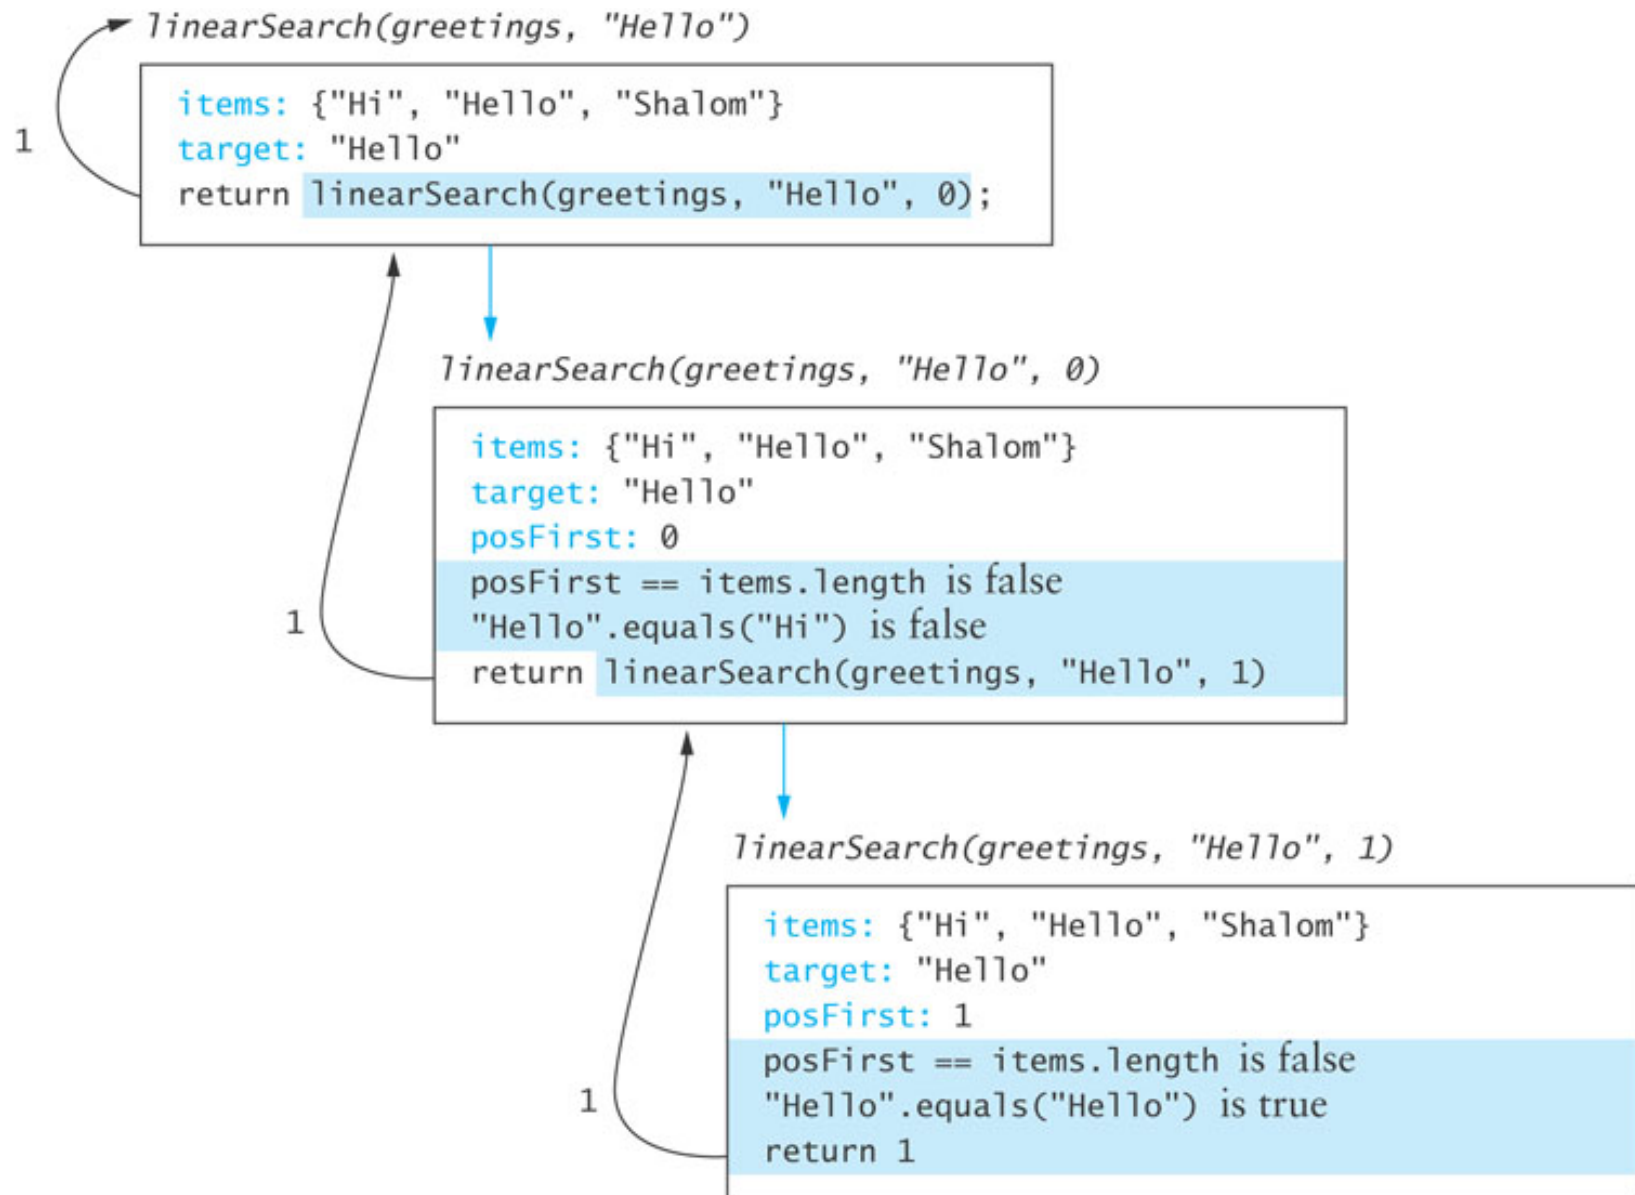 linearSearch(greetings, "Hello")
items: {"Hi", "Hello", "Shalom"}
target: "Hello"
return linearSearch(greetings, "Hello", 0);
1
linearSearch(greetings, "Hello", 0)
items: {"Hi", "Hello", "Shalom"}
target: "Hello"
posFirst: 0
posFirst == items.length is false
"Hello".equals("Hi") is false
return linearSearch(greetings, "Hello", 1)
1
linearSearch(greetings, "Hello", 1)
items: {"Hi", "Hello", "Shalom"}
target: "Hello"
posFirst: 1
posFirst == items.length is false
"Hello".equals("Hello") is true
return 1
1